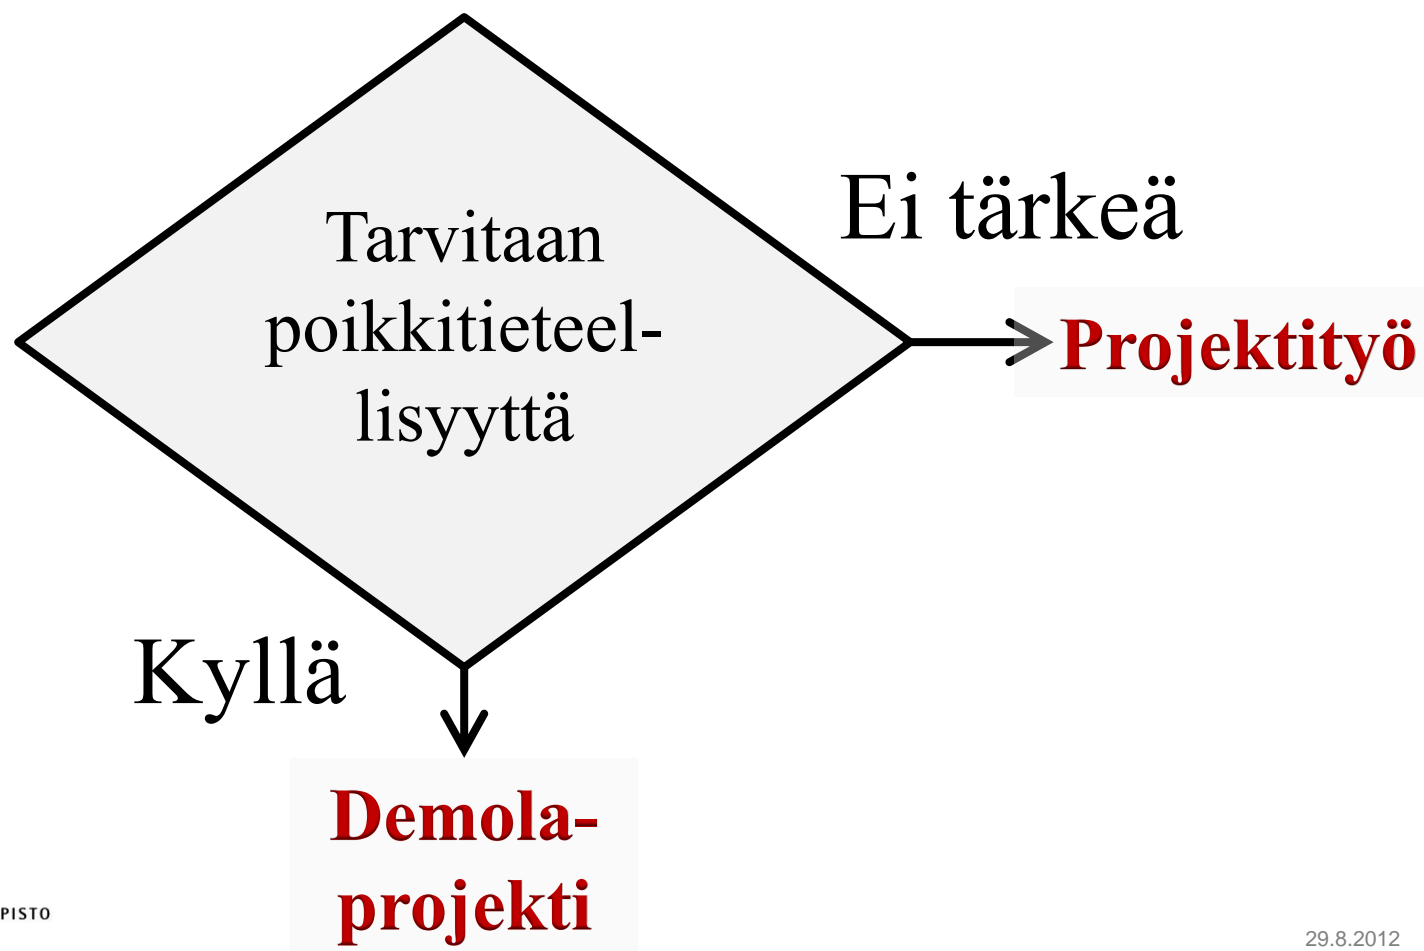 Ei tärkeä
Tarvitaan
poikkitieteel-
lisyyttä
Projektityö
Kyllä
Demola-
projekti
PISTO
29.8.2012